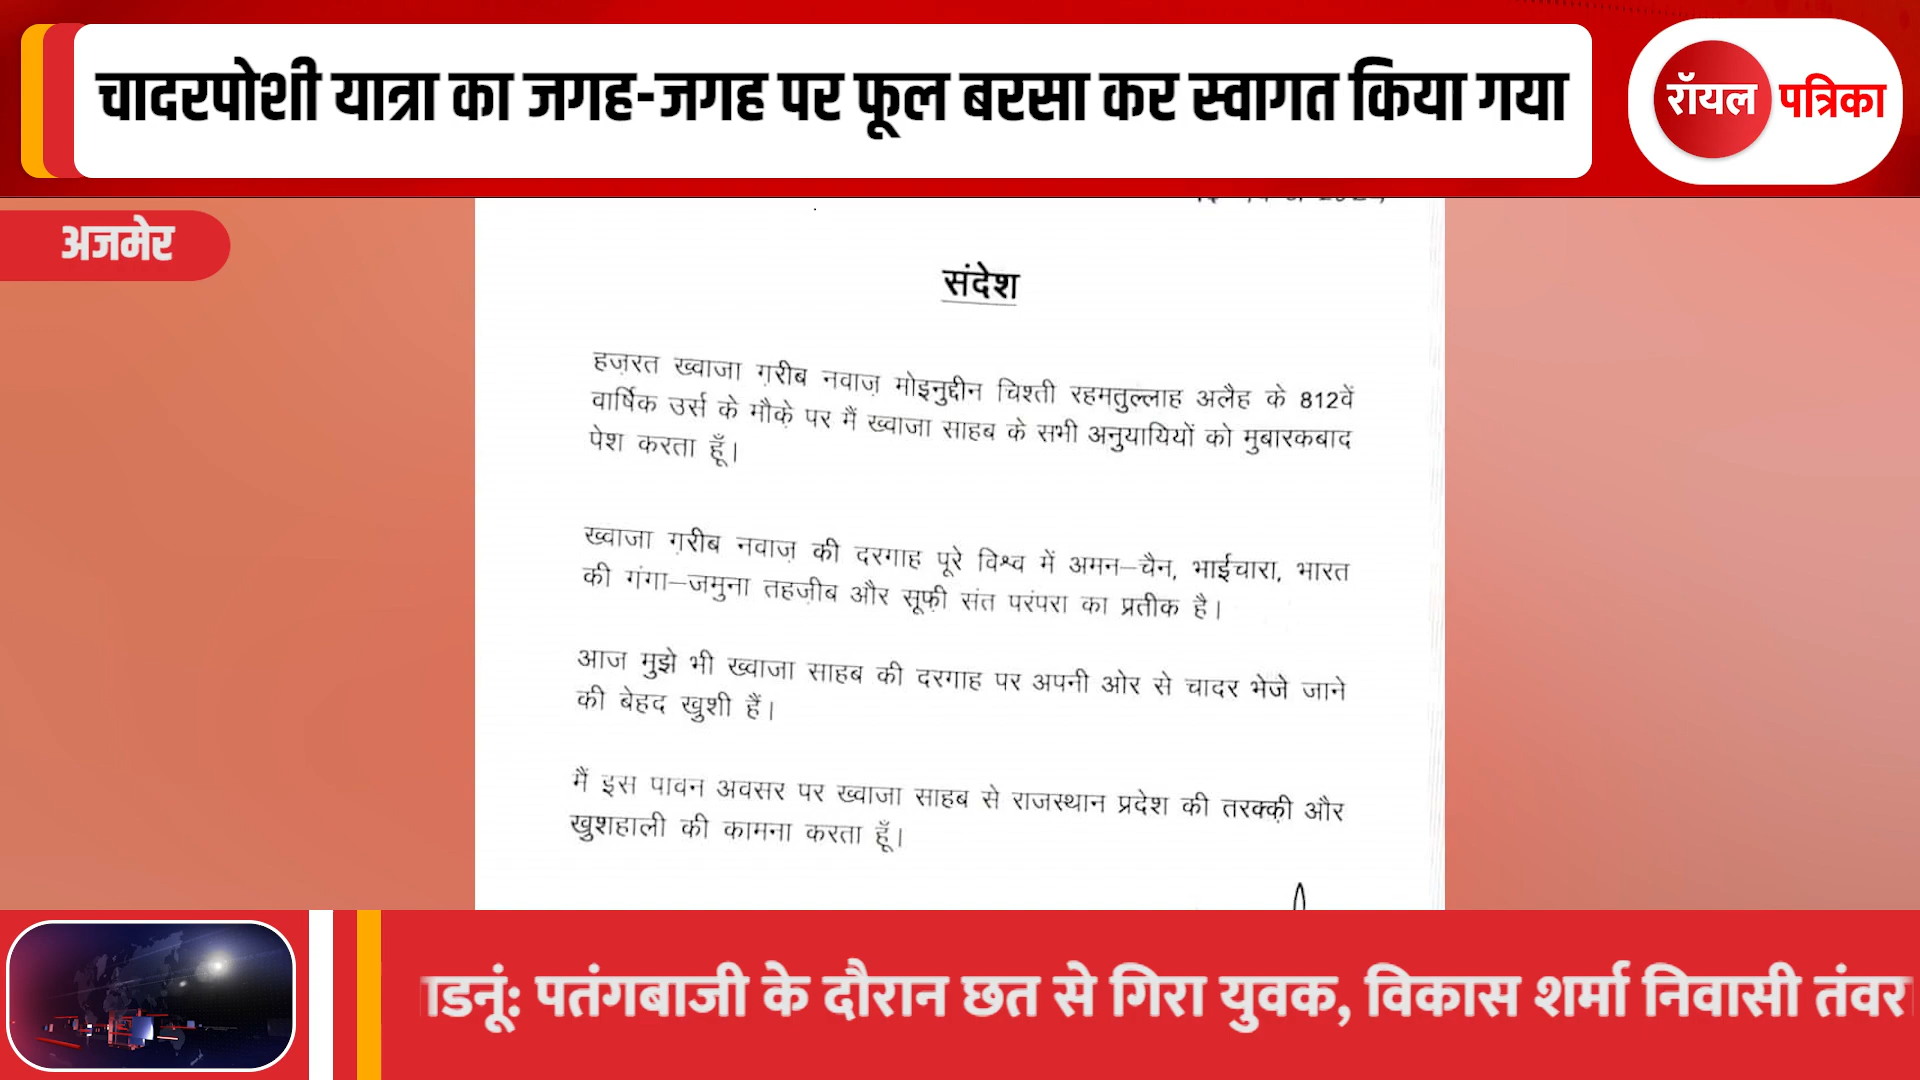 चादरपोशी यात्रा का जगह-जगह पर फूल बरसा कर स्वागत किया गया
रॉयल पत्रिका
अजमेर
संदेश
हज़रत ख्वाजा ग़रीब नवाज़ मोइनुद्दीन चिश्ती रहमतुल्लाह अलैह के 812वें
वार्षिक उर्स के मौके़ पर मैं ख्वाजा साहब के सभी अनुयायियों को मुबारकबाद
पेश करता हूँ।
ख्वाजा ग़रीब नवाज़ की दरगाह पूरे विश्व में अमन–चैन, भाईचारा, भारत
की गंगा–जमुना तहज़ीब और सूफ़ी संत परंपरा का प्रतीक है।
आज मुझे भी ख्वाजा साहब की दरगाह पर अपनी ओर से चादर भेजे जाने
की बेहद खुशी हैं।
मैं इस पावन अवसर पर ख्वाजा साहब से राजस्थान प्रदेश की तरक्क़ी और
खुशहाली की कामना करता हूँ।
ाडनूं: पतंगबाजी के दौरान छत से गिरा युवक, विकास शर्मा निवासी तंवर